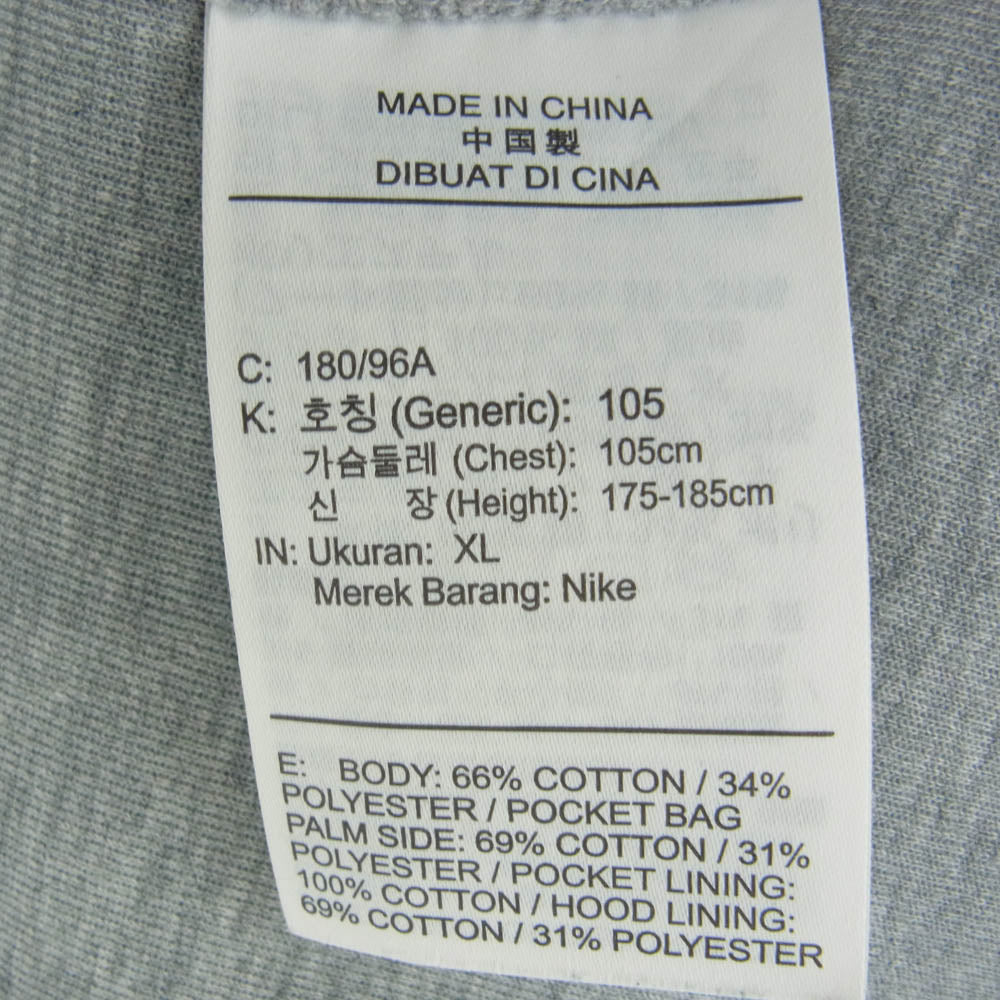 MADE IN CHINA
中国製
DIBUAT DI CINA
C: 180/96A
K: 호칭 (Generic): 105
가슴둘레 (Chest): 105cm
신 장 (Height): 175-185cm
IN: Ukuran: XL
Merek Barang: Nike
E: BODY: 66% COTTON / 34%
POLYESTER / POCKET BAG
PALM SIDE: 69% COTTON / 31%
POLYESTER / POCKET LINING:
100% COTTON / HOOD LINING:
69% COTTON / 31% POLYESTER